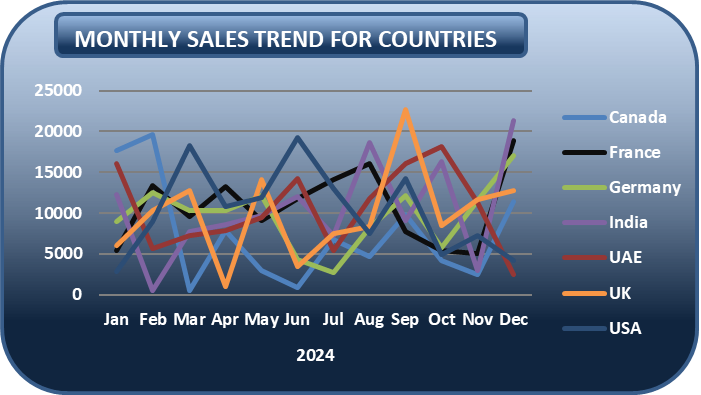 MONTHLY SALES TREND FOR COUNTRIES
25000
20000
15000
10000
5000
0
Jan Feb Mar Apr May Jun Jul Aug Sep Oct Nov Dec
2024
Canada
France
Germany
India
UAE
UK
USA